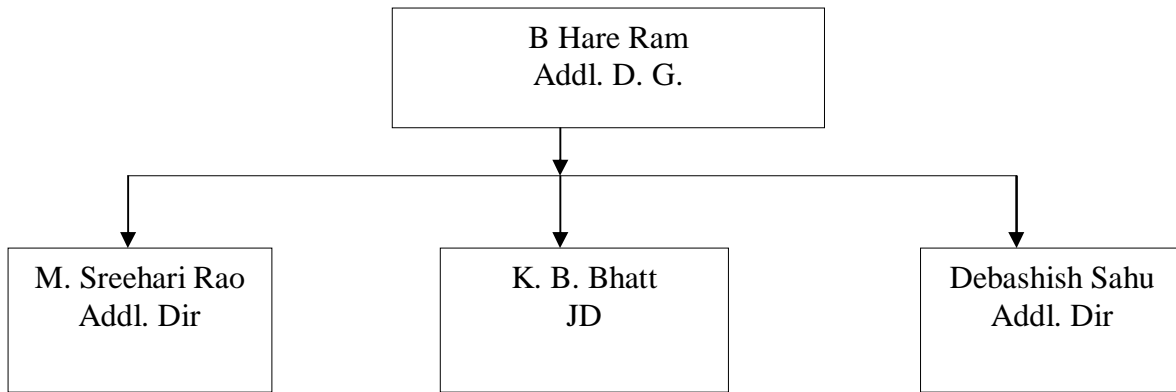 B Hare Ram
Addl. D. G.
M. Sreehari Rao
Addl. Dir
K. B. Bhatt
JD
Debashish Sahu
Addl. Dir